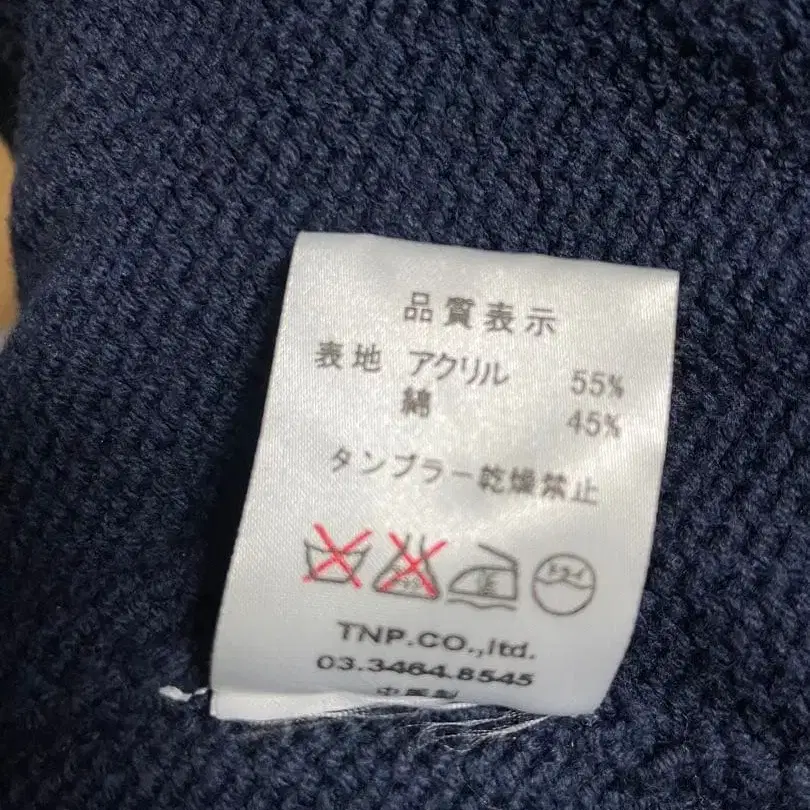 品質表示
表地 アクリル 55%
綿 45%
タンブラー乾燥禁止
低 ドライ
TNP.CO.,ltd.
03.3464.8545